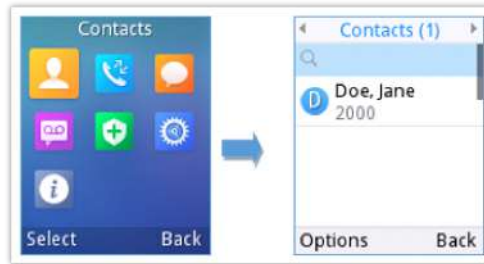 Contacts
Select Back
Contacts (1)
D Doe, Jane
2000
Options Back